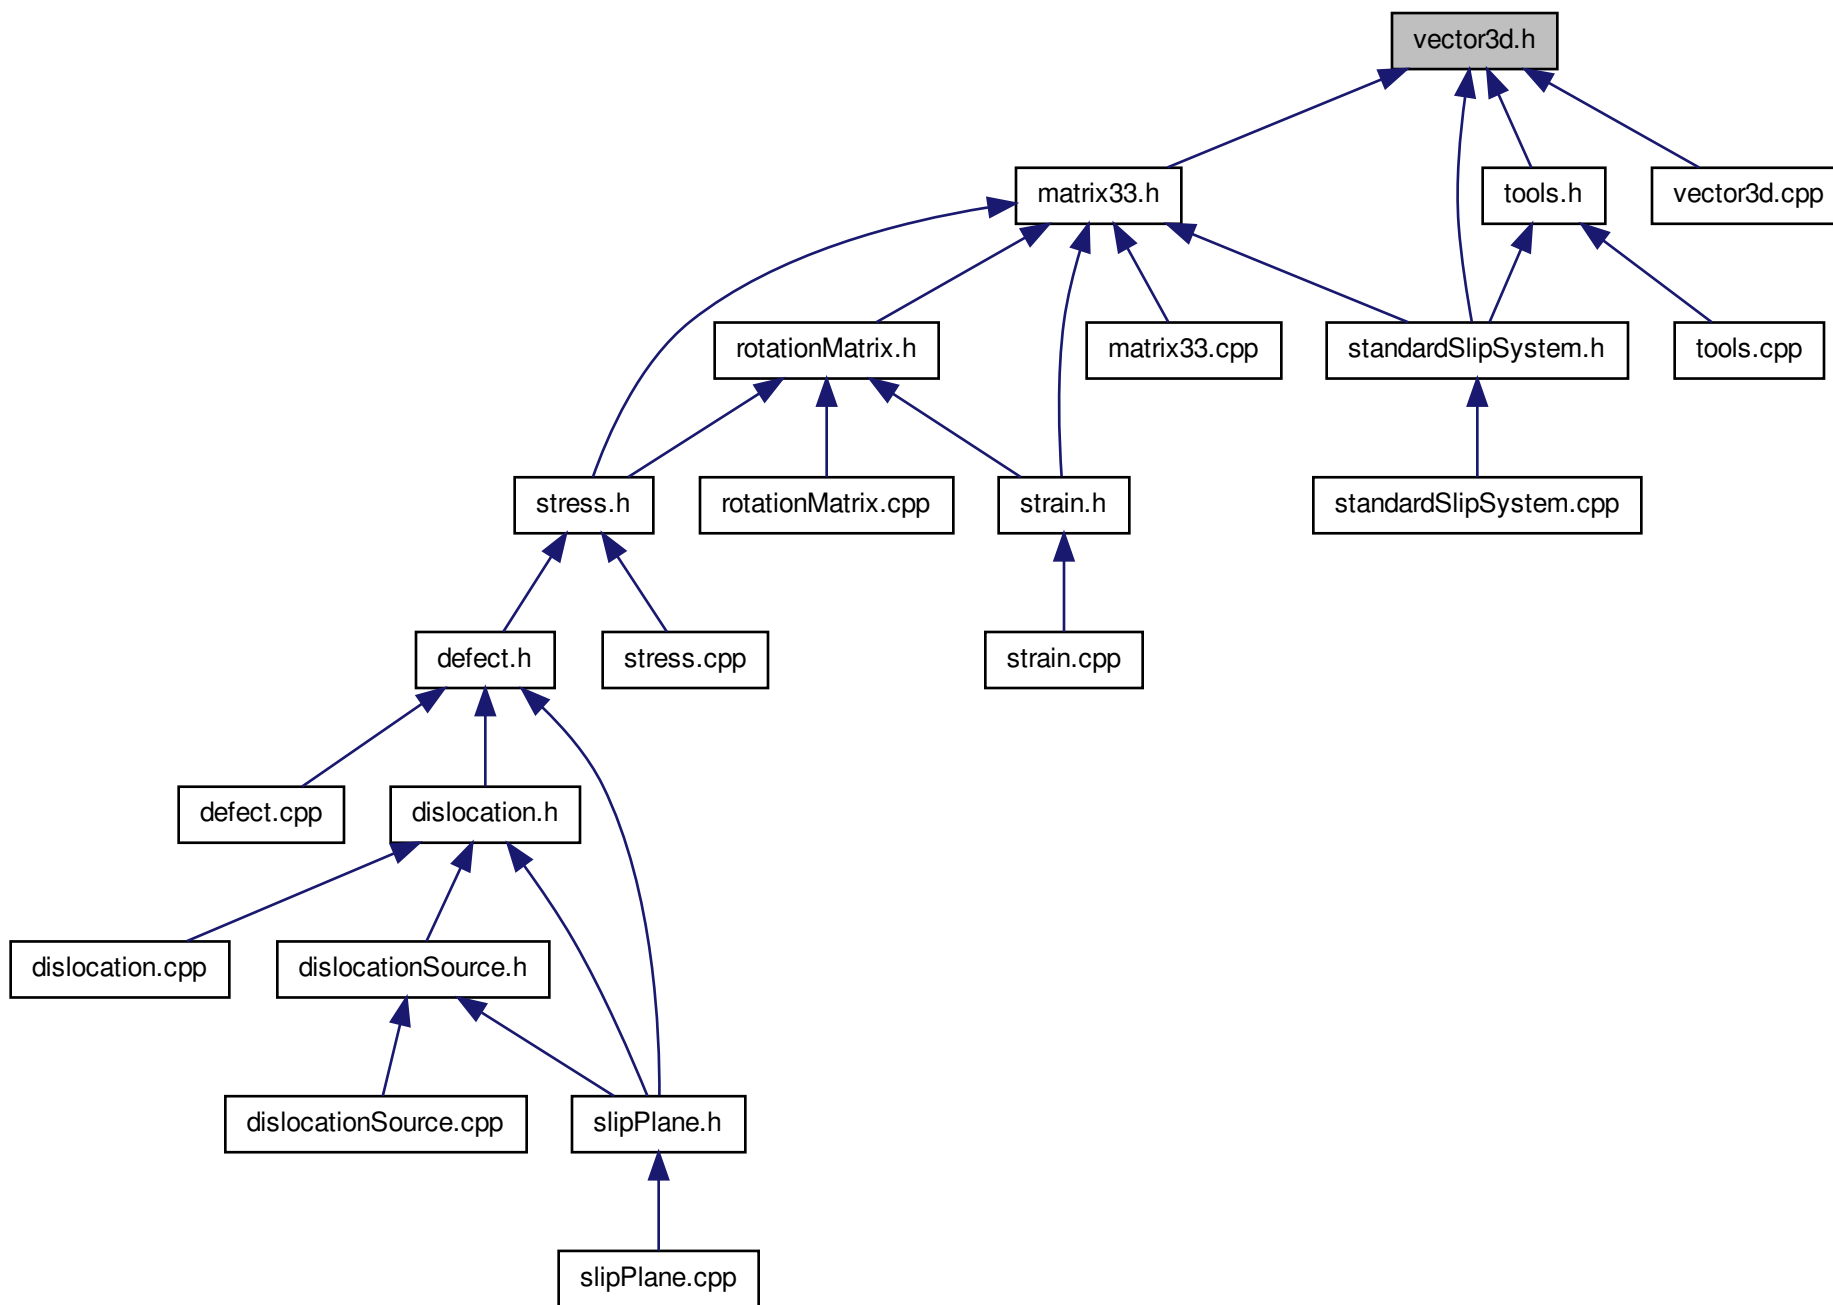 vector3d.h
matrix33.h
tools.h
vector3d.cpp
rotationMatrix.h
matrix33.cpp
standardSlipSystem.h
tools.cpp
stress.h
rotationMatrix.cpp
strain.h
standardSlipSystem.cpp
defect.h
stress.cpp
strain.cpp
defect.cpp
dislocation.h
dislocation.cpp
dislocationSource.h
dislocationSource.cpp
slipPlane.h
slipPlane.cpp